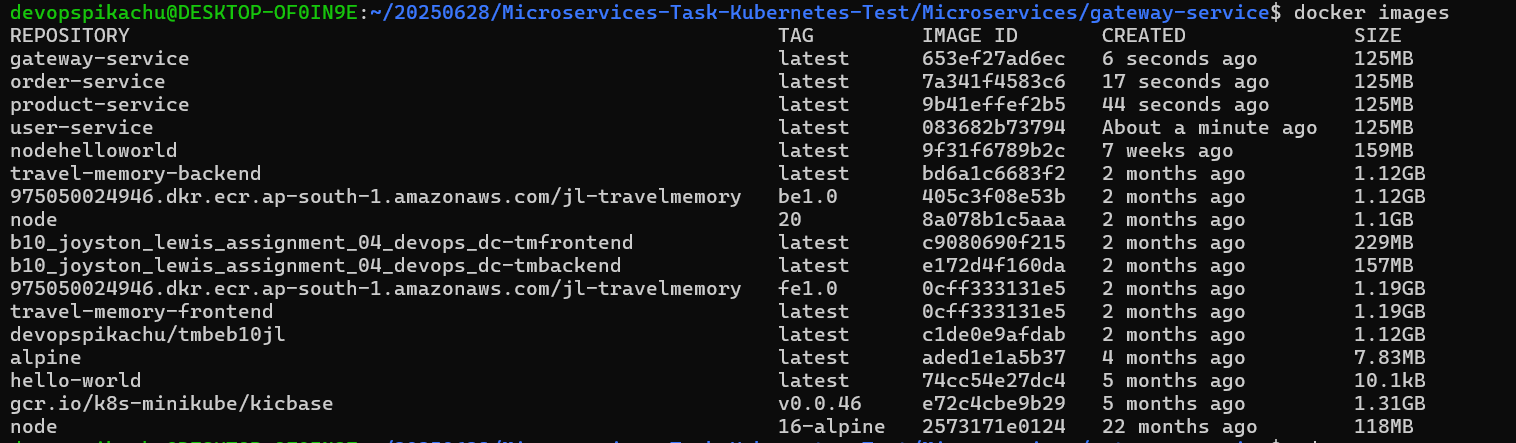 devopspikachu@DESKTOP-OF0IN9E:~/20250628/Microservices-Task-Kubernetes-Test/Microservices/gateway-service$ docker images
REPOSITORY TAG IMAGE ID CREATED SIZE
gateway-service latest 653ef27ad6ec 6 seconds ago 125MB
order-service latest 7a341f4583c6 17 seconds ago 125MB
product-service latest 9b41effef2b5 44 seconds ago 125MB
user-service latest 083682b73794 About a minute ago 125MB
nodehelloworld latest 9f31f6789b2c 7 weeks ago 159MB
travel-memory-backend latest bd6a1c6683f2 2 months ago 1.12GB
975050024946.dkr.ecr.ap-south-1.amazonaws.com/jl-travelmemory be1.0 405c3f08e53b 2 months ago 1.12GB
node 20 8a078b1c5aaa 2 months ago 1.1GB
b10_joyston_lewis_assignment_04_devops_dc-tmfrontend latest c9080690f215 2 months ago 229MB
b10_joyston_lewis_assignment_04_devops_dc-tmbackend latest e172d4f160da 2 months ago 157MB
975050024946.dkr.ecr.ap-south-1.amazonaws.com/jl-travelmemory fe1.0 0cff333131e5 2 months ago 1.19GB
travel-memory-frontend latest 0cff333131e5 2 months ago 1.19GB
devopspikachu/tmbeb10jl latest c1de0e9afdab 2 months ago 1.12GB
alpine latest aded1e1a5b37 4 months ago 7.83MB
hello-world latest 74cc54e27dc4 5 months ago 10.1kB
gcr.io/k8s-minikube/kicbase v0.0.46 e72c4cbe9b29 5 months ago 1.31GB
node 16-alpine 2573171e0124 22 months ago 118MB